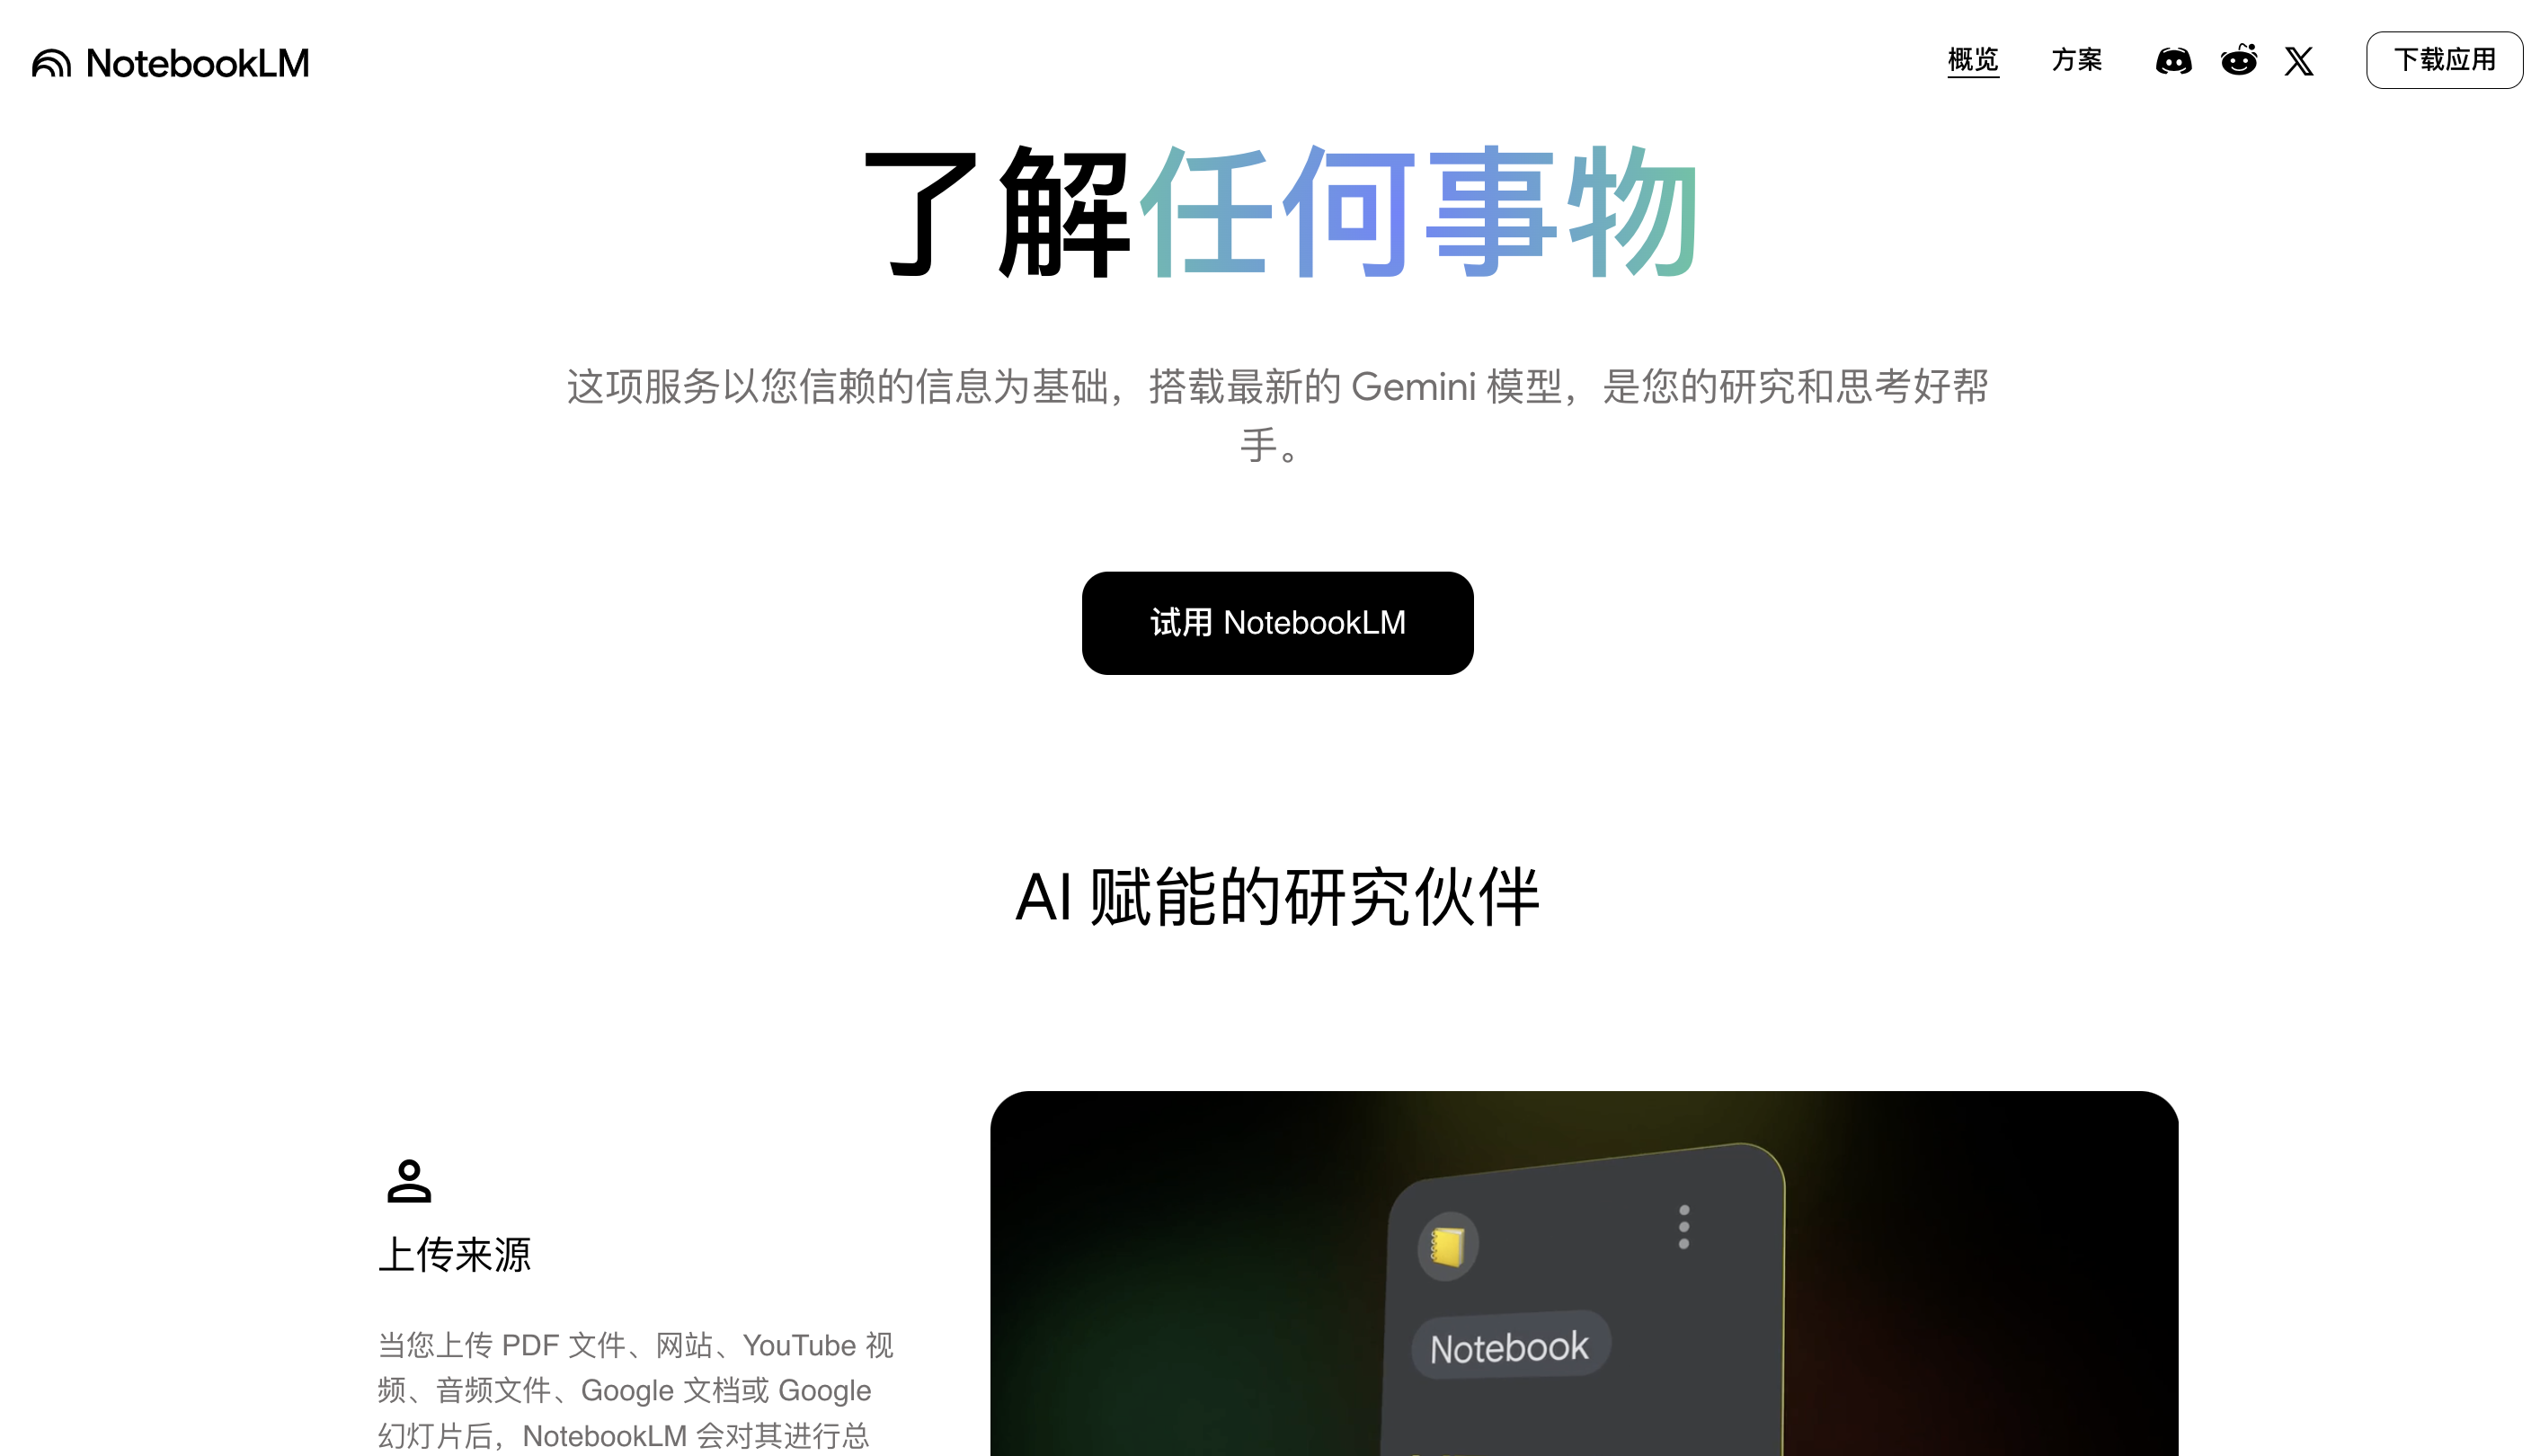 NotebookLM
概览 方案 下载应用
了解任何事物
这项服务以您信赖的信息为基础，搭载最新的 Gemini 模型，是您的研究和思考好帮
手。
试用 NotebookLM
AI 赋能的研究伙伴
上传来源
当您上传 PDF 文件、网站、YouTube 视
频、音频文件、Google 文档或 Google
幻灯片后，NotebookLM 会对其进行总
Notebook